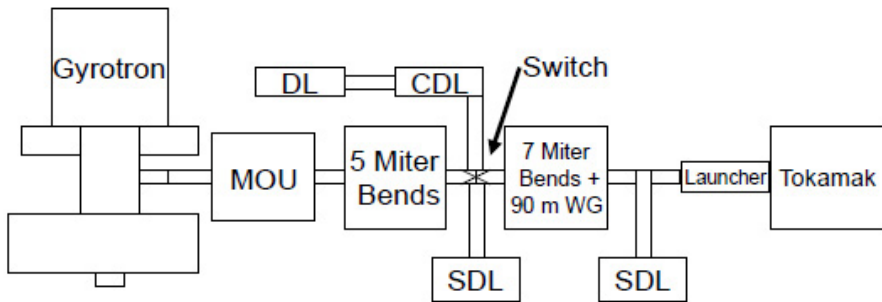 Gyrotron
Switch
DL
CDL
MOU
5 Miter
Bends
7 Miter
Bends +
90 m WG
Launcher
Tokamak
SDL
SDL